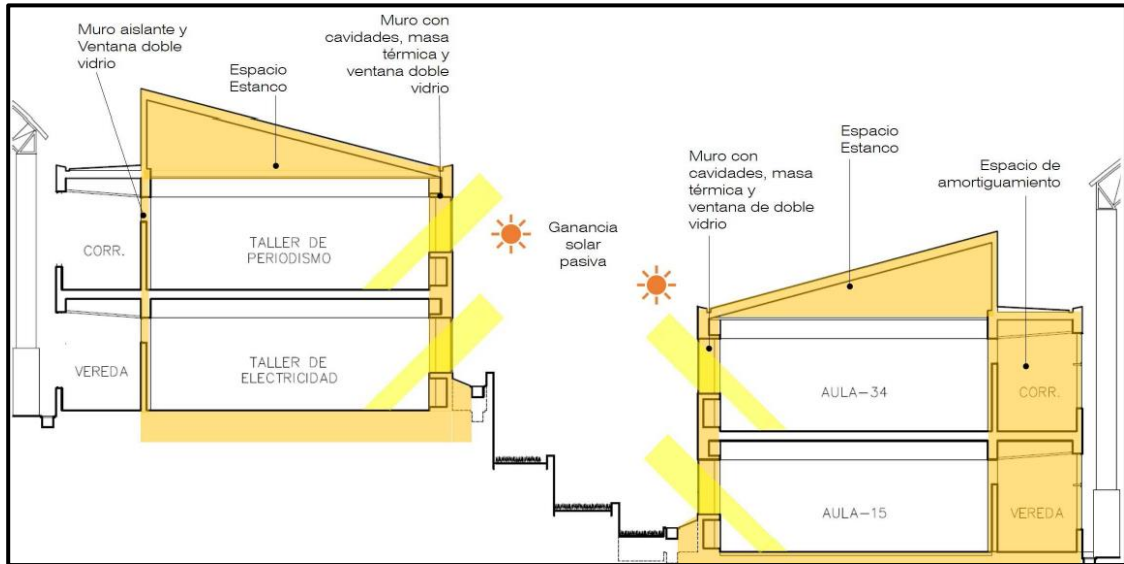 Muro aislante y
Ventana doble
vidrio
Espacio
Estanco
Muro con
cavidades, masa
térmica y
ventana doble
vidrio
CORR.
TALLER DE
PERIODISMO
VEREDA
TALLER DE
ELECTRICIDAD
Ganancia
solar
pasiva
Muro con
cavidades, masa
térmica y
ventana de doble
vidrio
Espacio
Estanco
Espacio de
amortiguamiento
AULA-34
CORR.
AULA-15
VEREDA